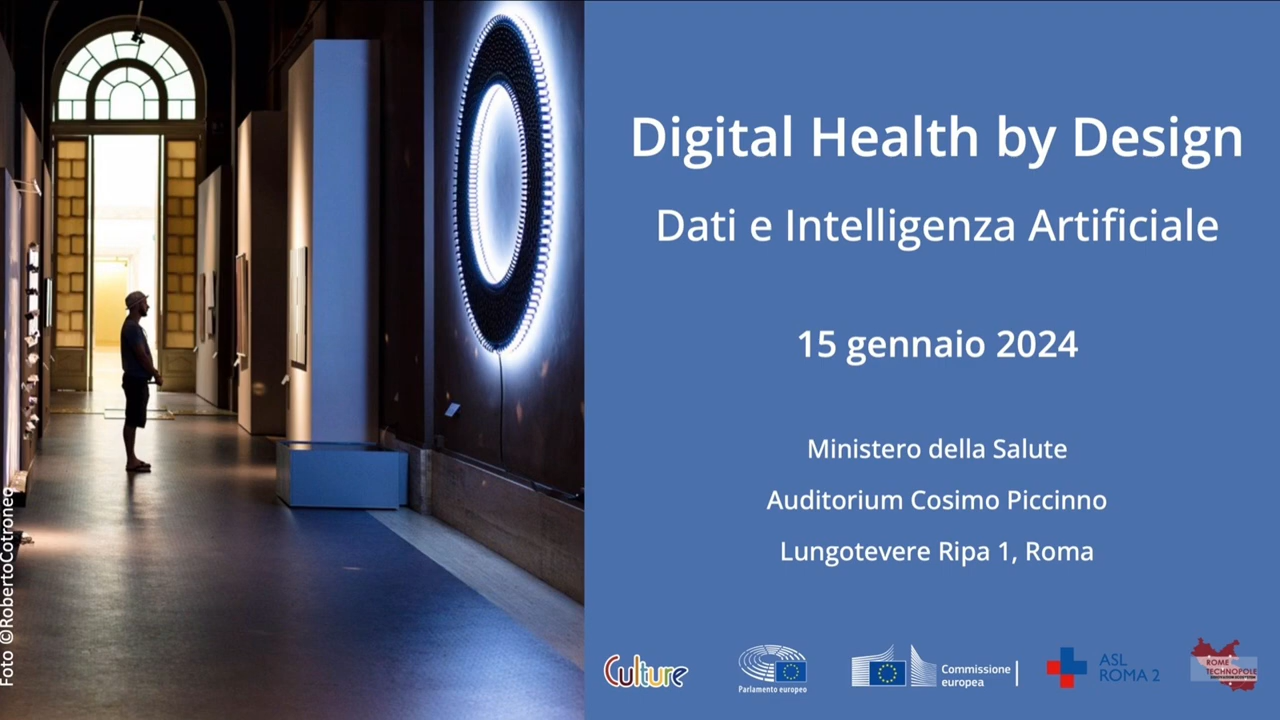 Digital Health by Design
Dati e Intelligenza Artificiale
15 gennaio 2024
Ministero della Salute
Auditorium Cosimo Piccinno
Lungotevere Ripa 1, Roma
Foto ©RobertoCotroneo
Culture
Parlamento europeo
Commissione
europea
ASL
ROMA 2
ROME
TECHNOPOLE